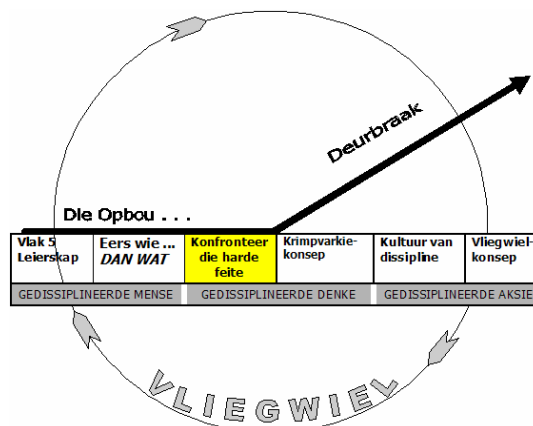 Deurbraak
Die Opbou . . .
Vlak 5
Leierskap
Eers wie ...
DAN WAT
Konfronteer
die harde
feite
Krimpvarkie-
konsep
Kultuur van
dissipline
Vliegwiel-
konsep
GEDISSIPLINEERDE MENSE
GEDISSIPLINEERDE DENKE
GEDISSIPLINEERDE AKSIE
VLIEGWIEL